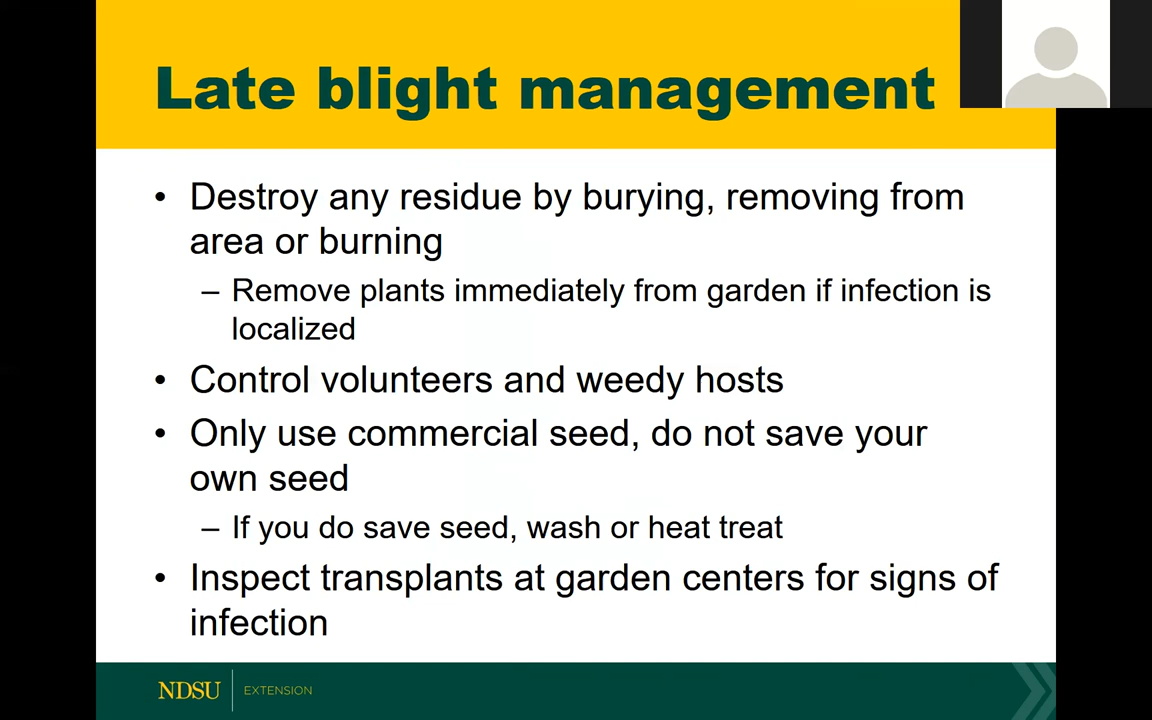 Late blight management
• Destroy any residue by burying, removing from
area or burning
– Remove plants immediately from garden if infection is
localized
• Control volunteers and weedy hosts
• Only use commercial seed, do not save your
own seed
– If you do save seed, wash or heat treat
• Inspect transplants at garden centers for signs of
infection
NDSU EXTENSION